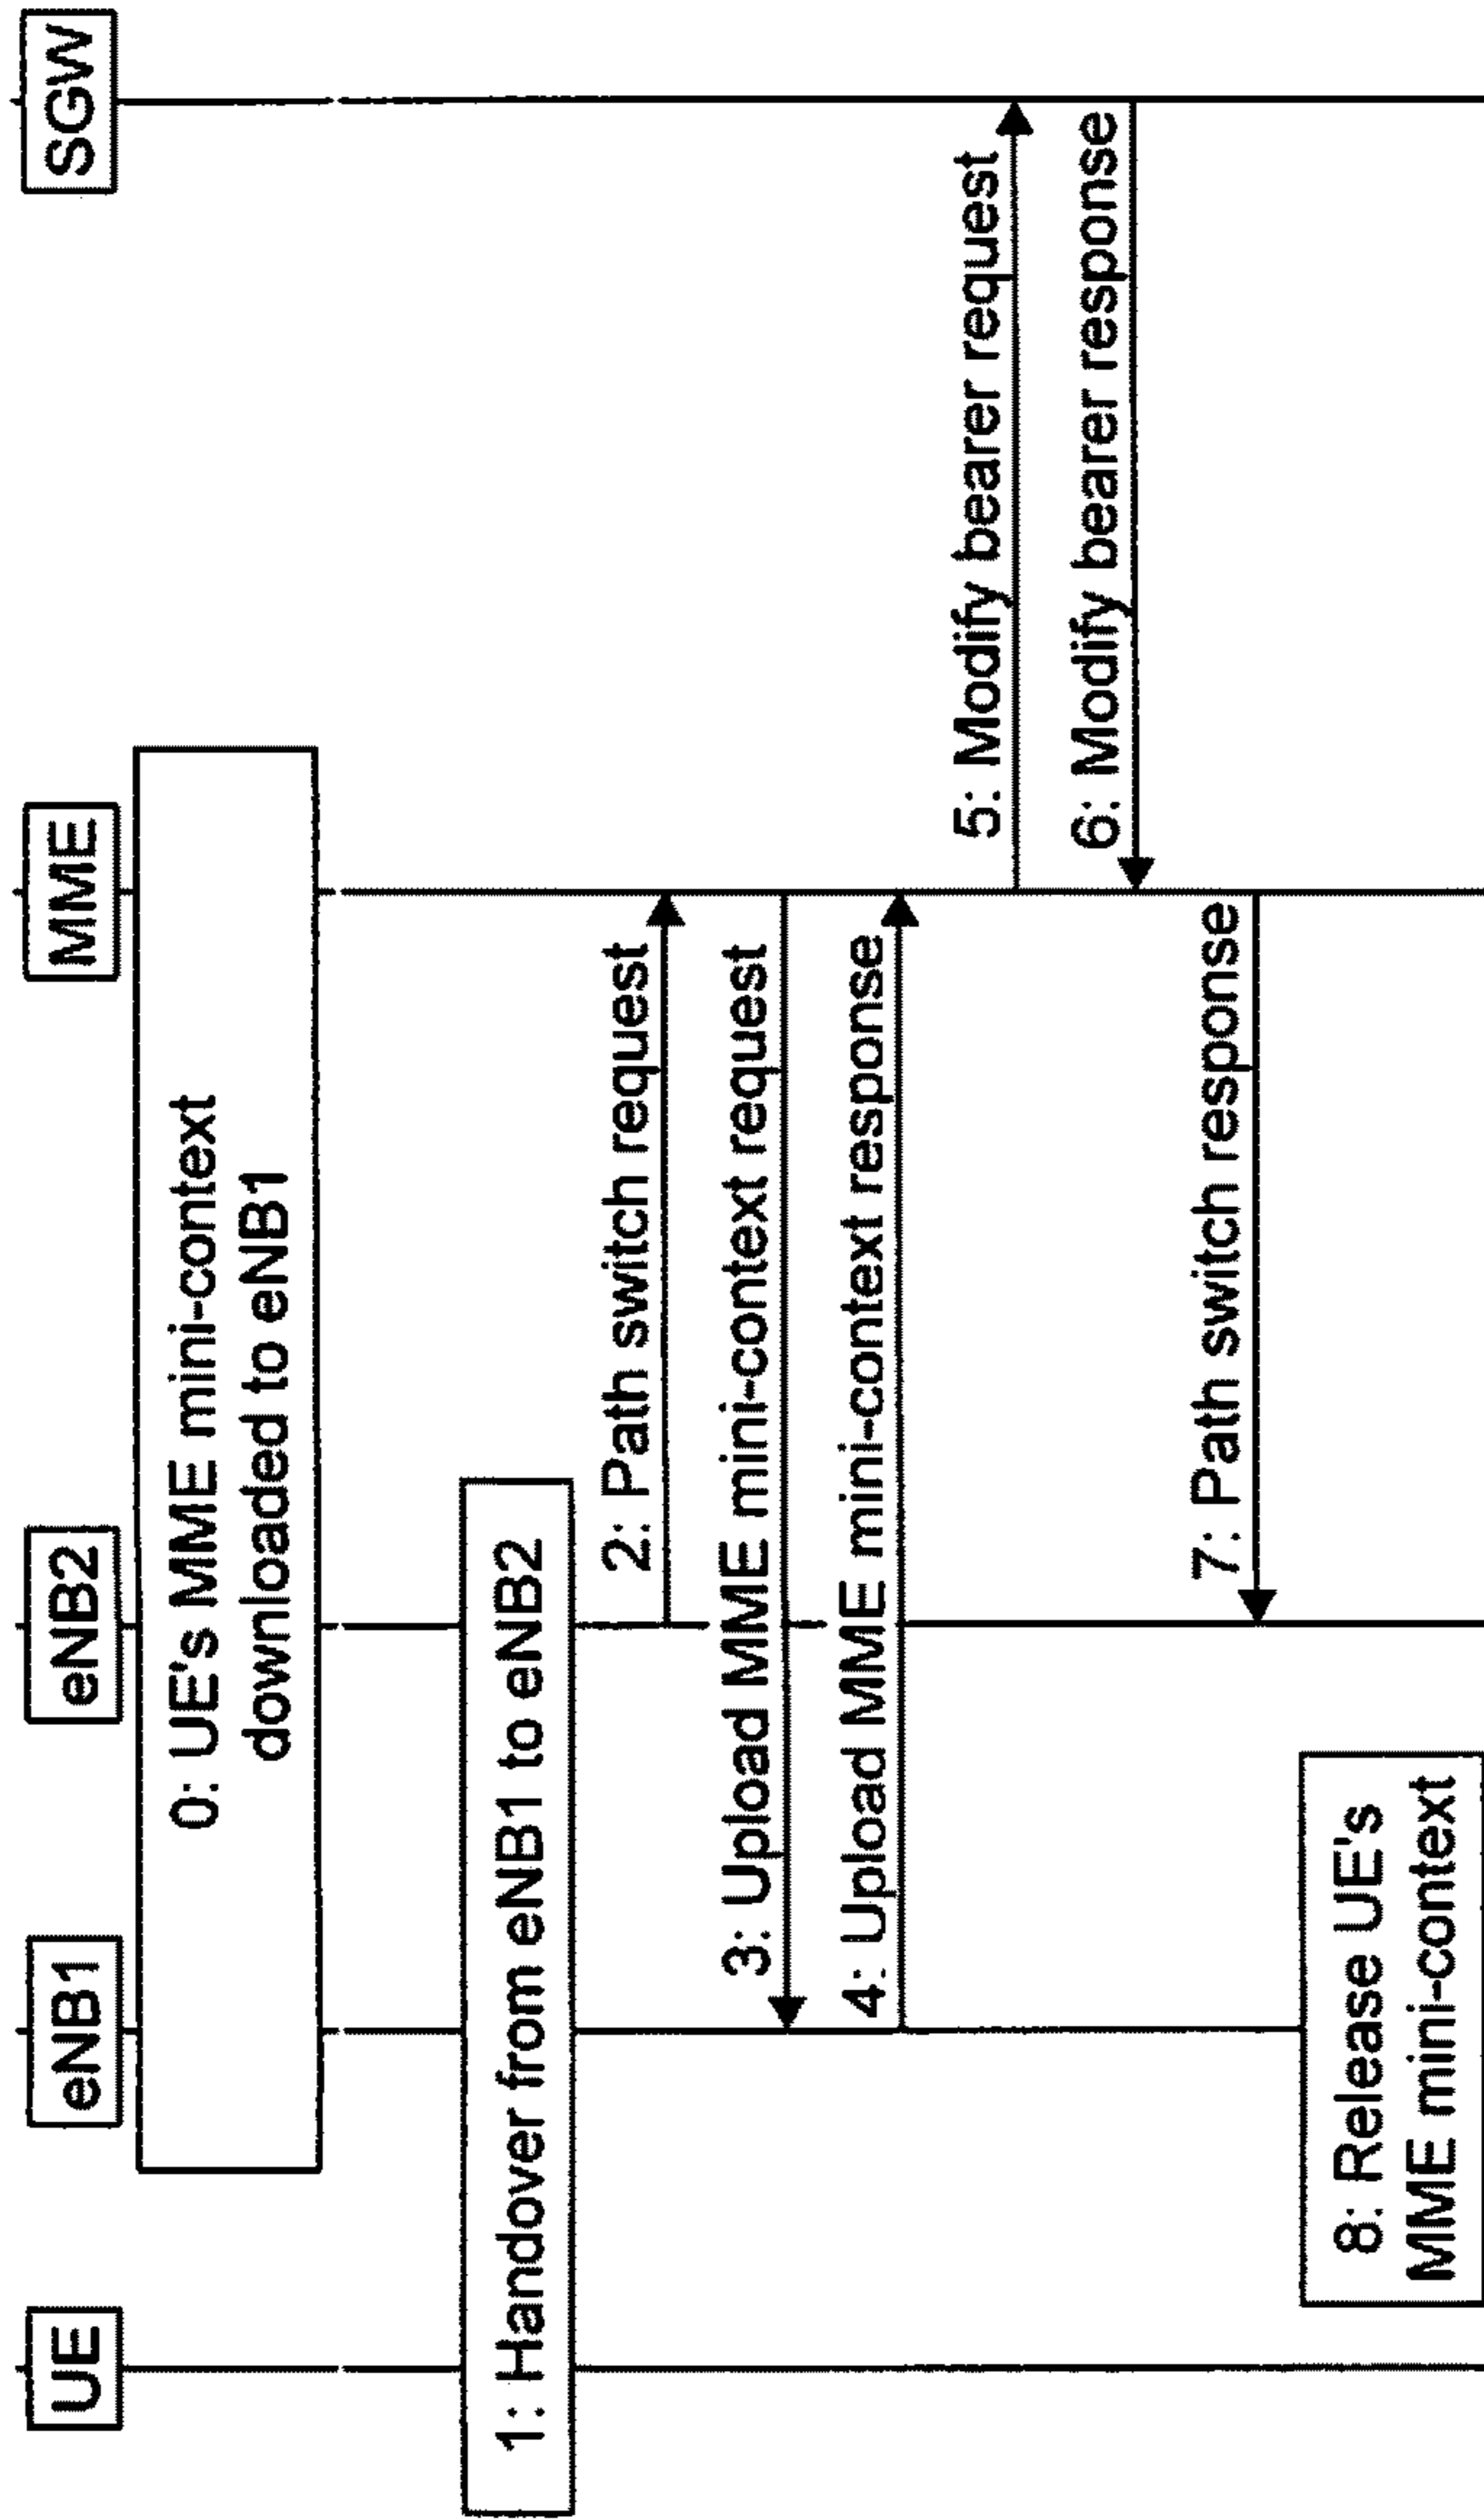 UE
eNB1
eNB2
MME
SGW
0: UE's MME mini-context
downloaded to eNB1
1: Handover from eNB1 to eNB2
2: Path switch request
3: Upload MME mini-context request
4: Upload MME mini-context response
5: Modify bearer request
6: Modify bearer response
7: Path switch response
8: Release UE's
MME mini-context